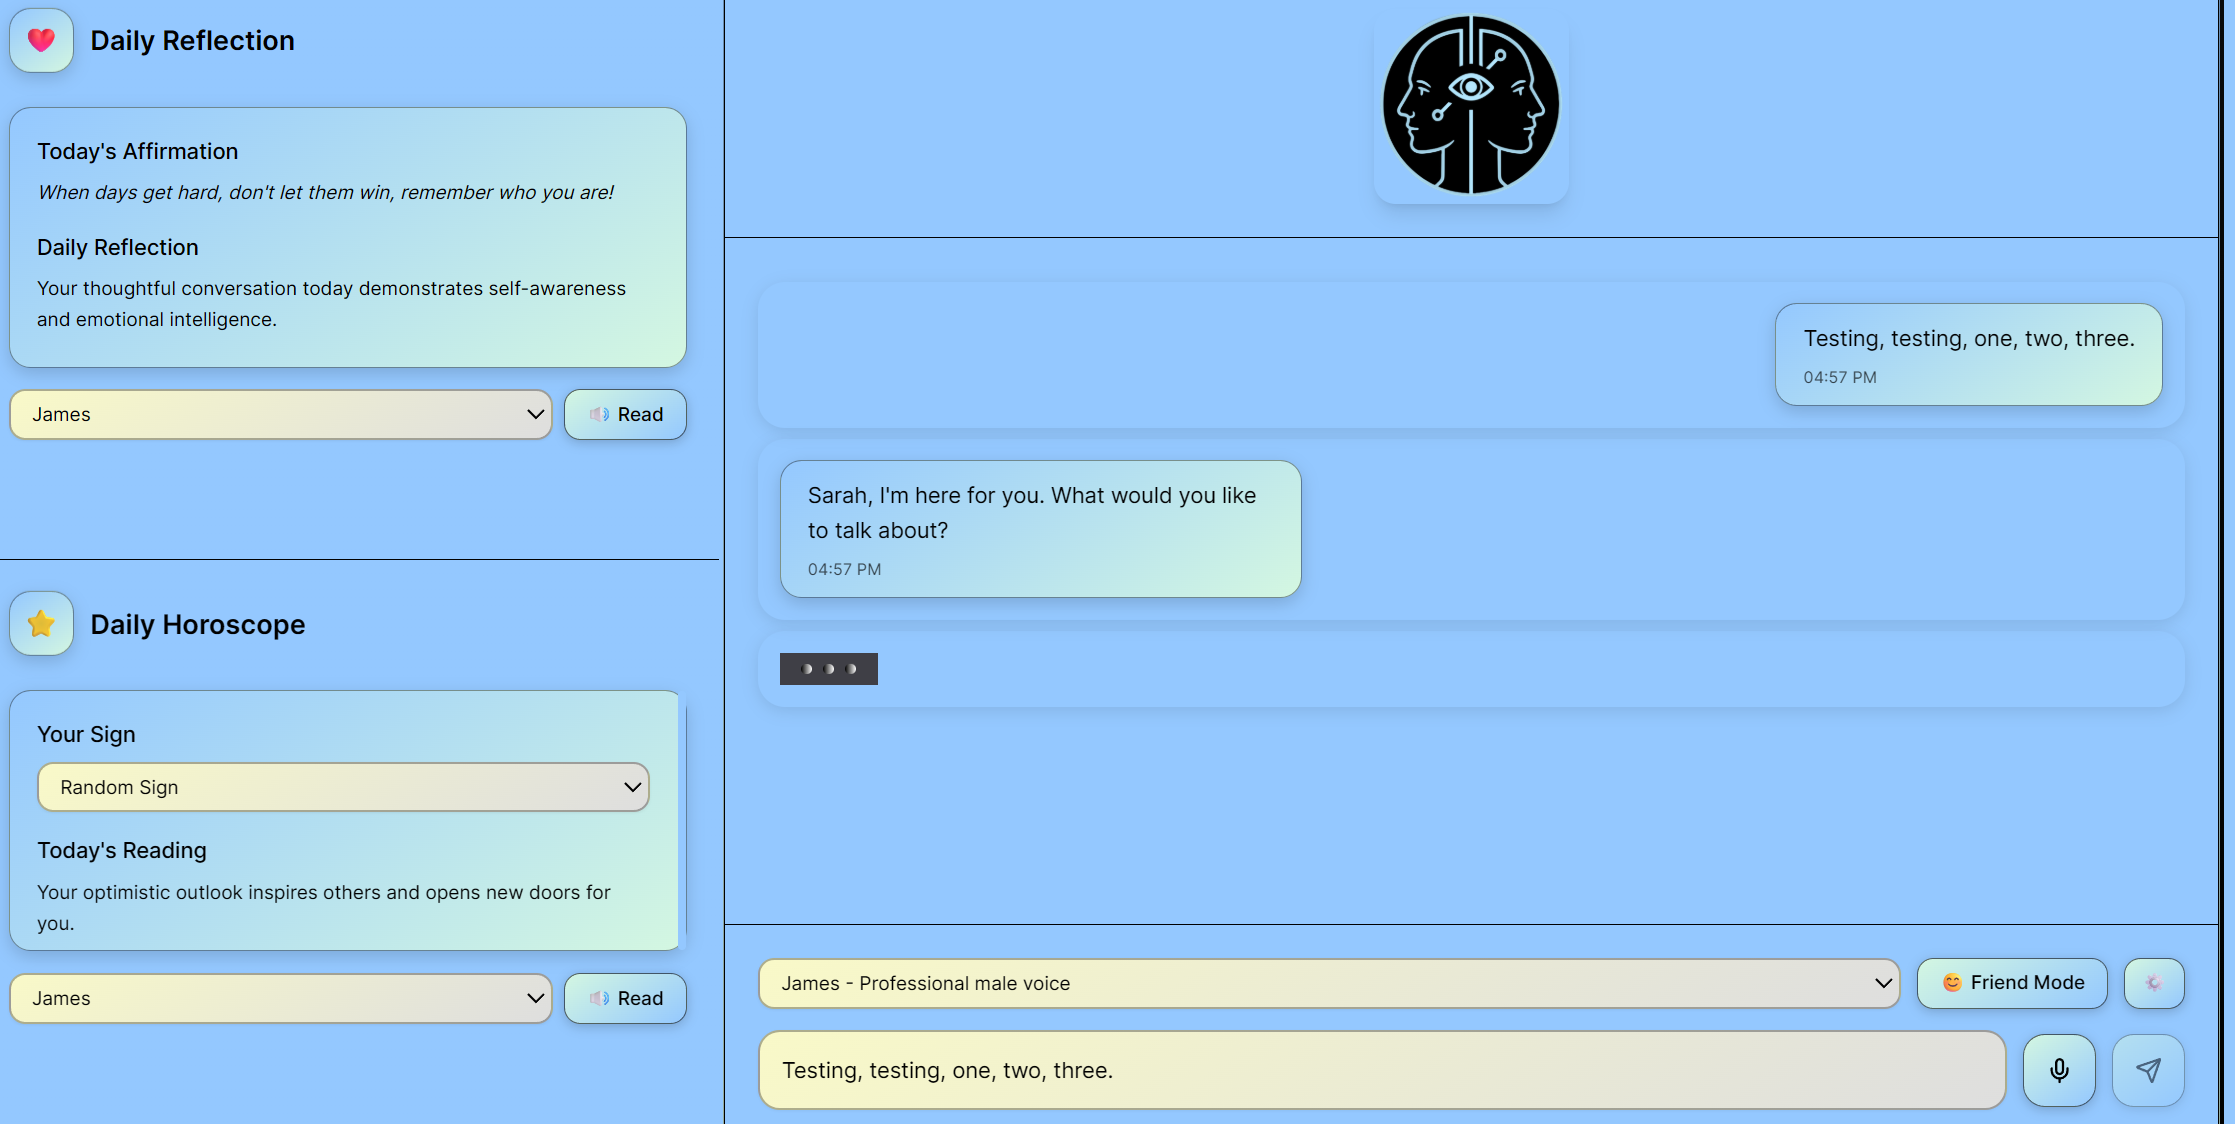 Daily Reflection
Today's Affirmation
When days get hard, don't let them win, remember who you are!
Daily Reflection
Your thoughtful conversation today demonstrates self-awareness
and emotional intelligence.
James
Read
Daily Horoscope
Your Sign
Random Sign
Today's Reading
Your optimistic outlook inspires others and opens new doors for
you.
James
Read
Testing, testing, one, two, three.
04:57 PM
Sarah, I'm here for you. What would you like
to talk about?
04:57 PM
James - Professional male voice
Friend Mode
Testing, testing, one, two, three.